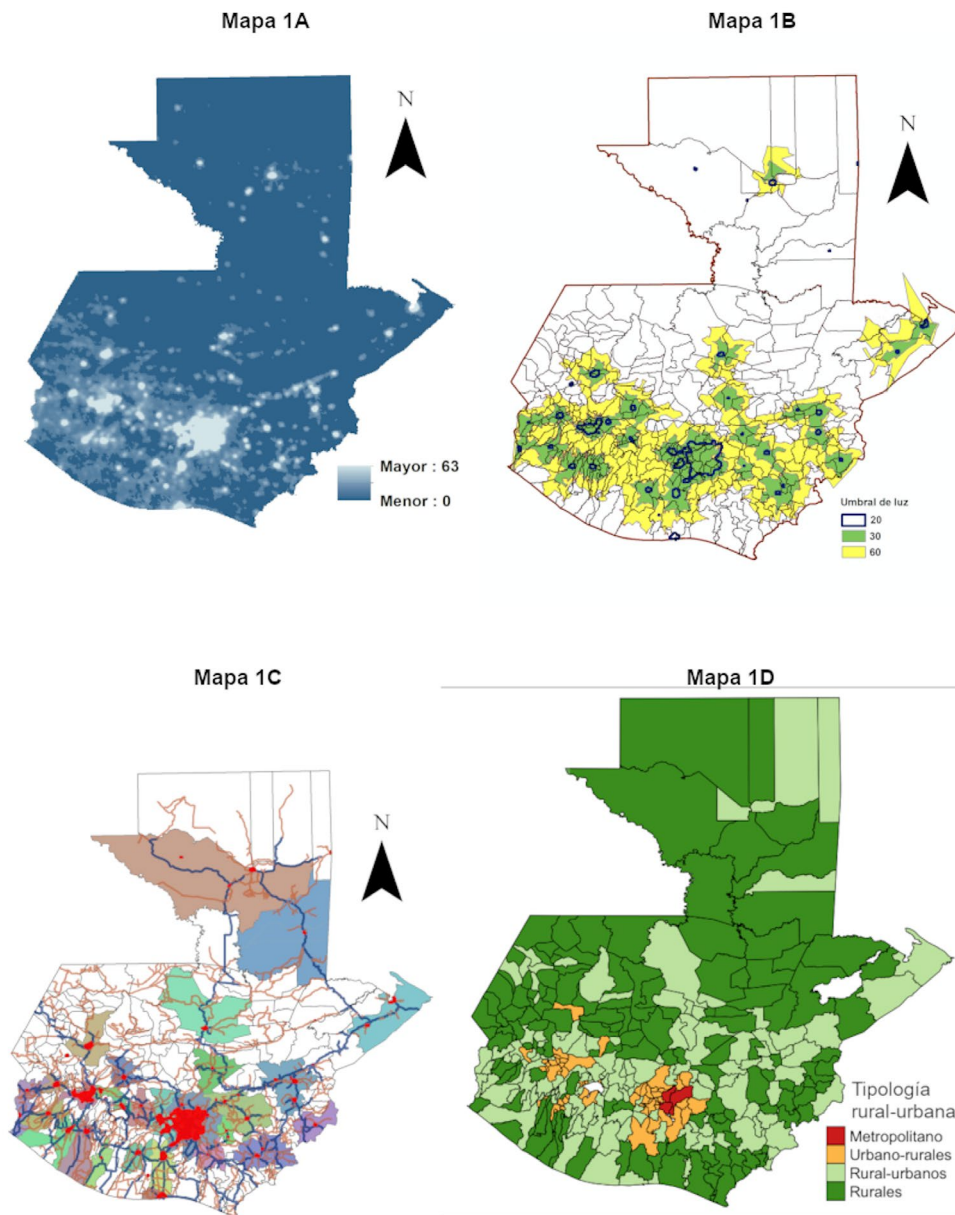 Mapa 1A
N
Mayor : 63
Menor : 0
Mapa 1B
N
Umbral de luz
20
30
60
Mapa 1C
N
Mapa 1D
Tipología
rural-urbana
Metropolitano
Urbano-rurales
Rural-urbanos
Rurales